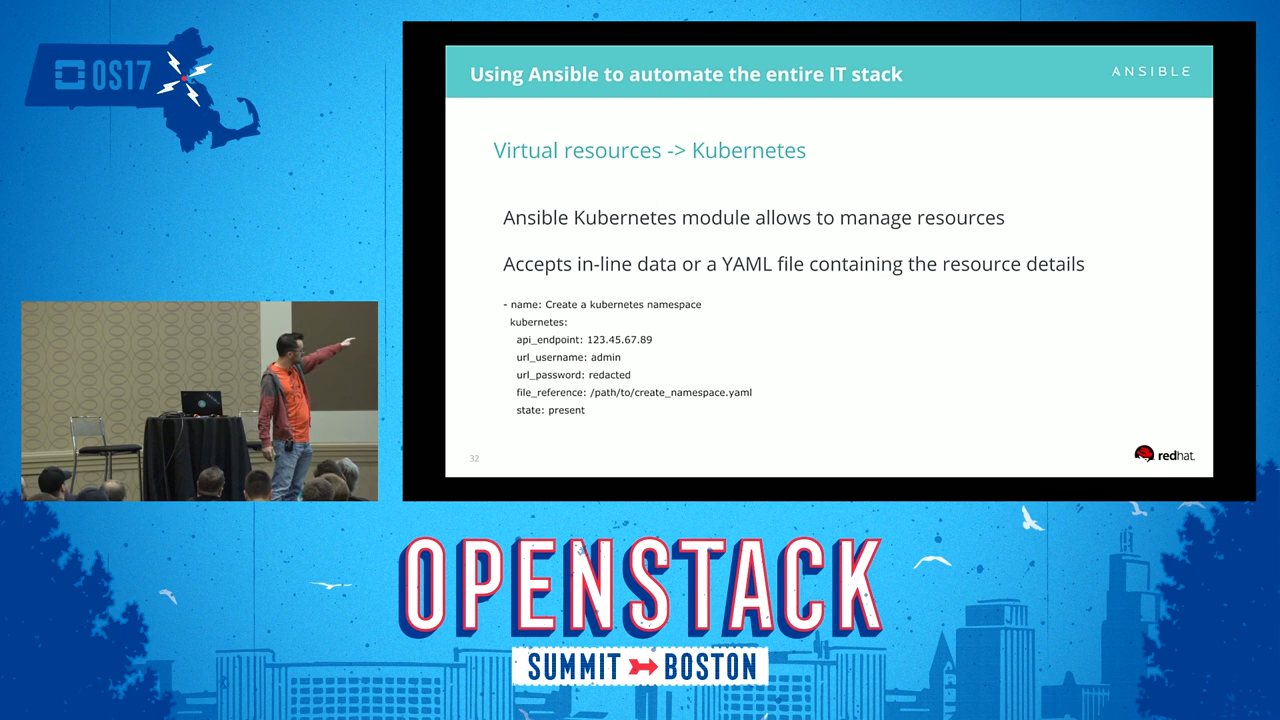 OS17
Using Ansible to automate the entire IT stack
ANSIBLE
Virtual resources -> Kubernetes
Ansible Kubernetes module allows to manage resources
Accepts in-line data or a YAML file containing the resource details
- name: Create a kubernetes namespace
kubernetes:
api_endpoint: 123.45.67.89
url_username: admin
url_password: redacted
file_reference: /path/to/create_namespace.yaml
state: present
32
redhat.
OPENSTACK
SUMMIT BOSTON